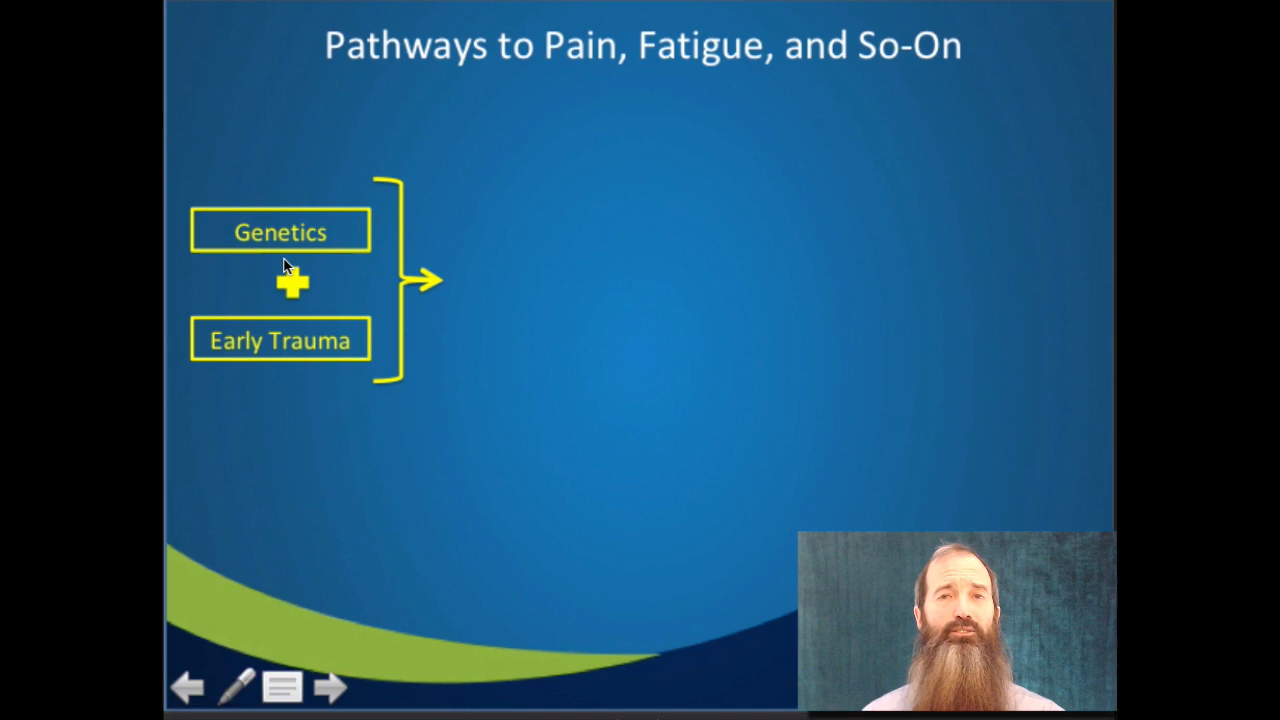 Pathways to Pain, Fatigue, and So-On
Genetics
Early Trauma